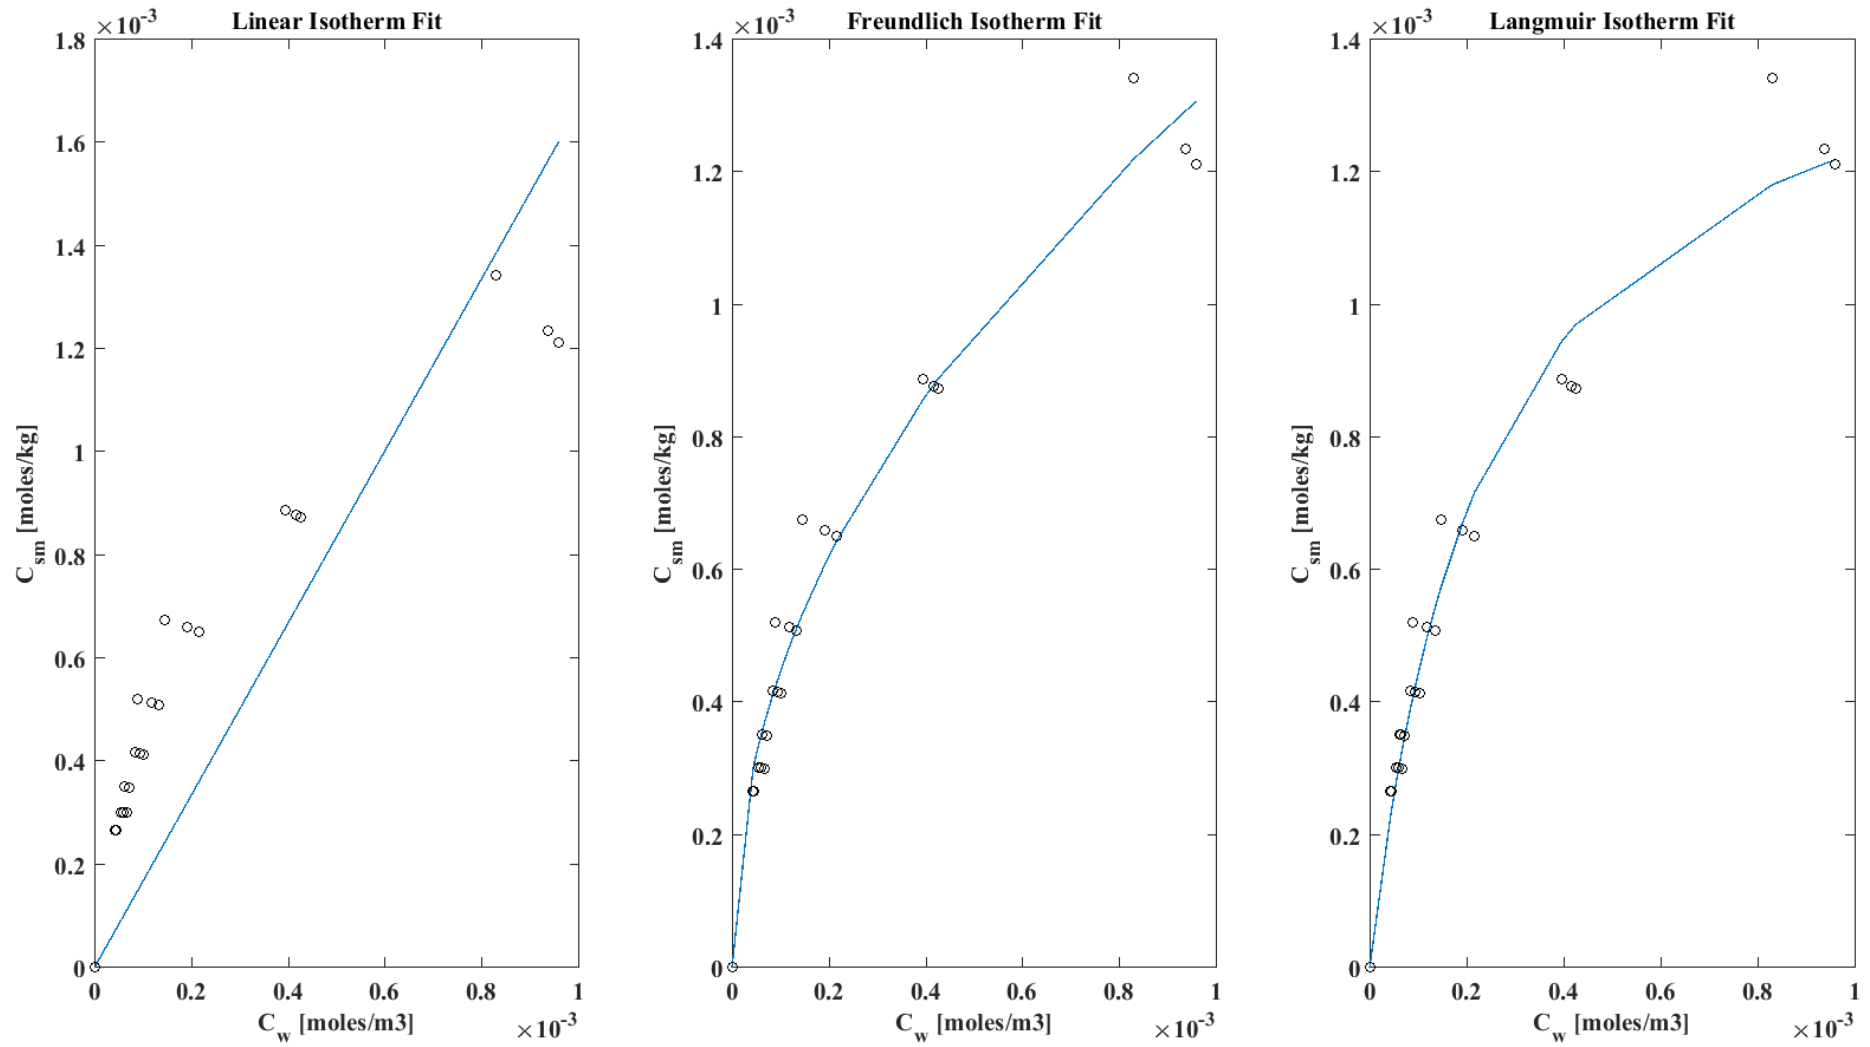 Linear Isotherm Fit
×10⁻³
1.8
1.6
1.4
1.2
1
0.8
0.6
0.4
0.2
0
C_sm [moles/kg]
0 0.2 0.4 0.6 0.8 1
C_w [moles/m3]
×10⁻³
Freundlich Isotherm Fit
×10⁻³
1.4
1.2
1
0.8
0.6
0.4
0.2
0
C_sm [moles/kg]
0 0.2 0.4 0.6 0.8 1
C_w [moles/m3]
×10⁻³
Langmuir Isotherm Fit
×10⁻³
1.4
1.2
1
0.8
0.6
0.4
0.2
0
C_sm [moles/kg]
0 0.2 0.4 0.6 0.8 1
C_w [moles/m3]
×10⁻³